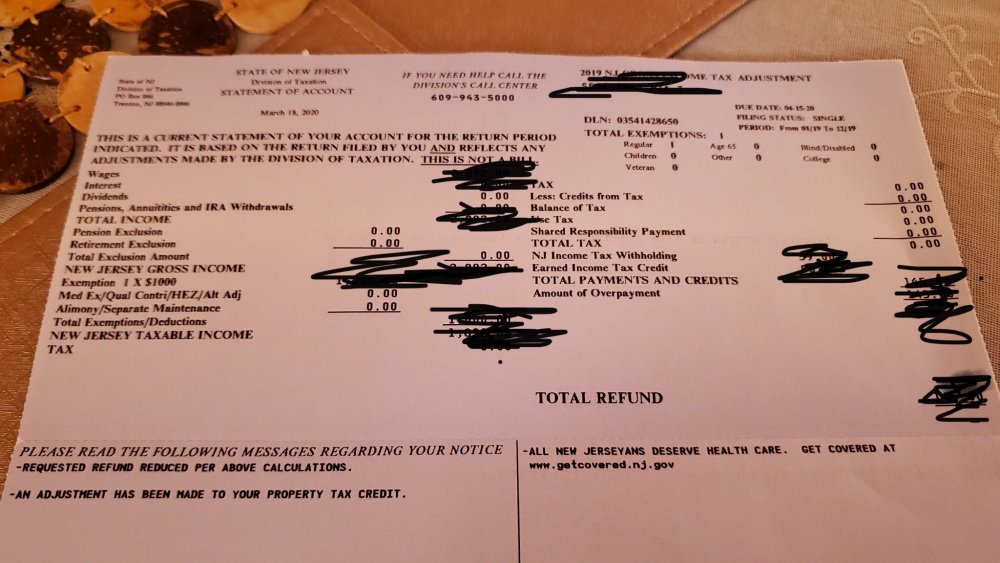 State of NJ
Division of Taxation
PO Box 046
Trenton, NJ
STATE OF NEW JERSEY
Division of Taxation
STATEMENT OF ACCOUNT
March 18, 2020
IF YOU NEED HELP CALL THE
DIVISION'S CALL CENTER
609-943-5000
2019 NJ OME TAX ADJUSTMENT
DLN: 03541428650
TOTAL EXEMPTIONS: 1
Regular 1 Age 65 0 Blind/Disabled 0
Children 0 Other 0 College 0
Veteran 0
DUE DATE: 04-15-20
FILING STATUS: SINGLE
PERIOD: From 01/19 To 12/19
THIS IS A CURRENT STATEMENT OF YOUR ACCOUNT FOR THE RETURN PERIOD
INDICATED. IT IS BASED ON THE RETURN FILED BY YOU AND REFLECTS ANY
ADJUSTMENTS MADE BY THE DIVISION OF TAXATION. THIS IS NOT A BILL.
Wages
Interest
Dividends 0.00
Pensions, Annuitities and IRA Withdrawals 0.00
TOTAL INCOME
Pension Exclusion 0.00
Retirement Exclusion 0.00
Total Exclusion Amount 0.00
NEW JERSEY GROSS INCOME
Exemption 1 X $1000
Med Ex/Qual Contri/HEZ/Alt Adj 0.00
Alimony/Separate Maintenance 0.00
Total Exemptions/Deductions
NEW JERSEY TAXABLE INCOME
TAX
TAX 0.00
Less: Credits from Tax 0.00
Balance of Tax 0.00
Use Tax 0.00
Shared Responsibility Payment 0.00
TOTAL TAX 0.00
NJ Income Tax Withholding
Earned Income Tax Credit
TOTAL PAYMENTS AND CREDITS
Amount of Overpayment
TOTAL REFUND
PLEASE READ THE FOLLOWING MESSAGES REGARDING YOUR NOTICE
-REQUESTED REFUND REDUCED PER ABOVE CALCULATIONS.
-AN ADJUSTMENT HAS BEEN MADE TO YOUR PROPERTY TAX CREDIT.
-ALL NEW JERSEYANS DESERVE HEALTH CARE. GET COVERED AT
www.getcovered.nj.gov